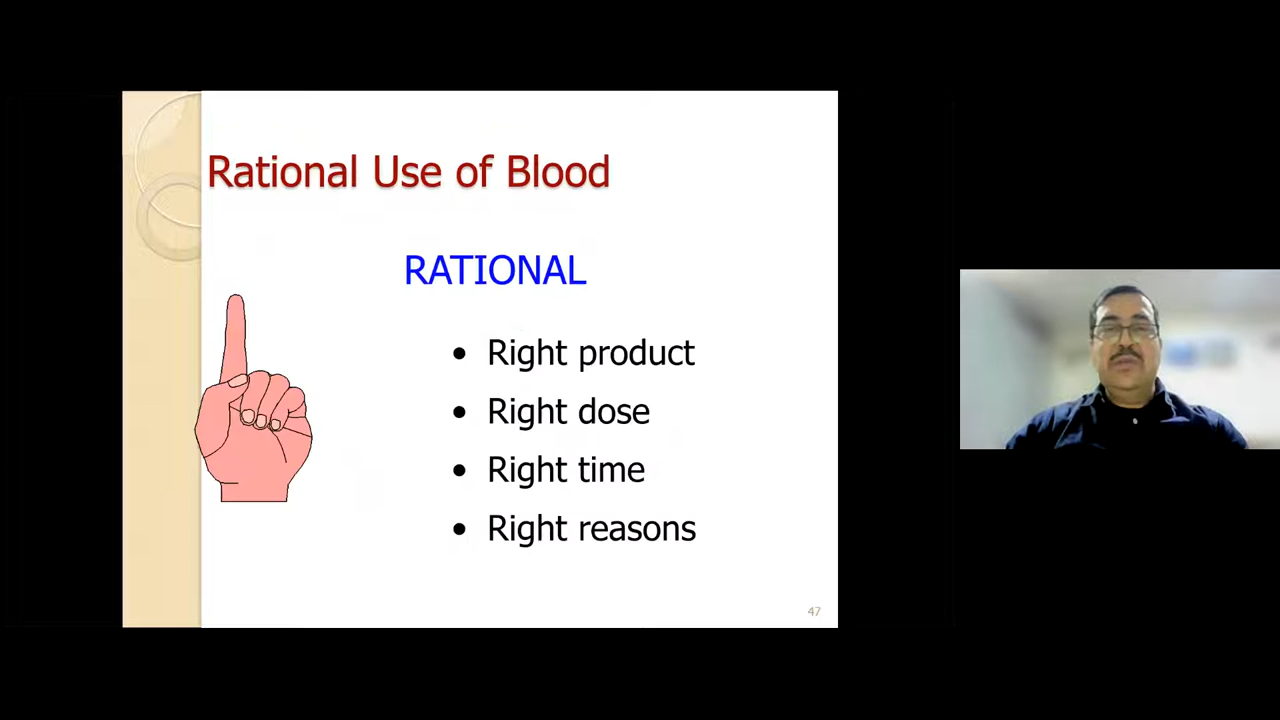 Rational Use of Blood
RATIONAL
• Right product
• Right dose
• Right time
• Right reasons
47